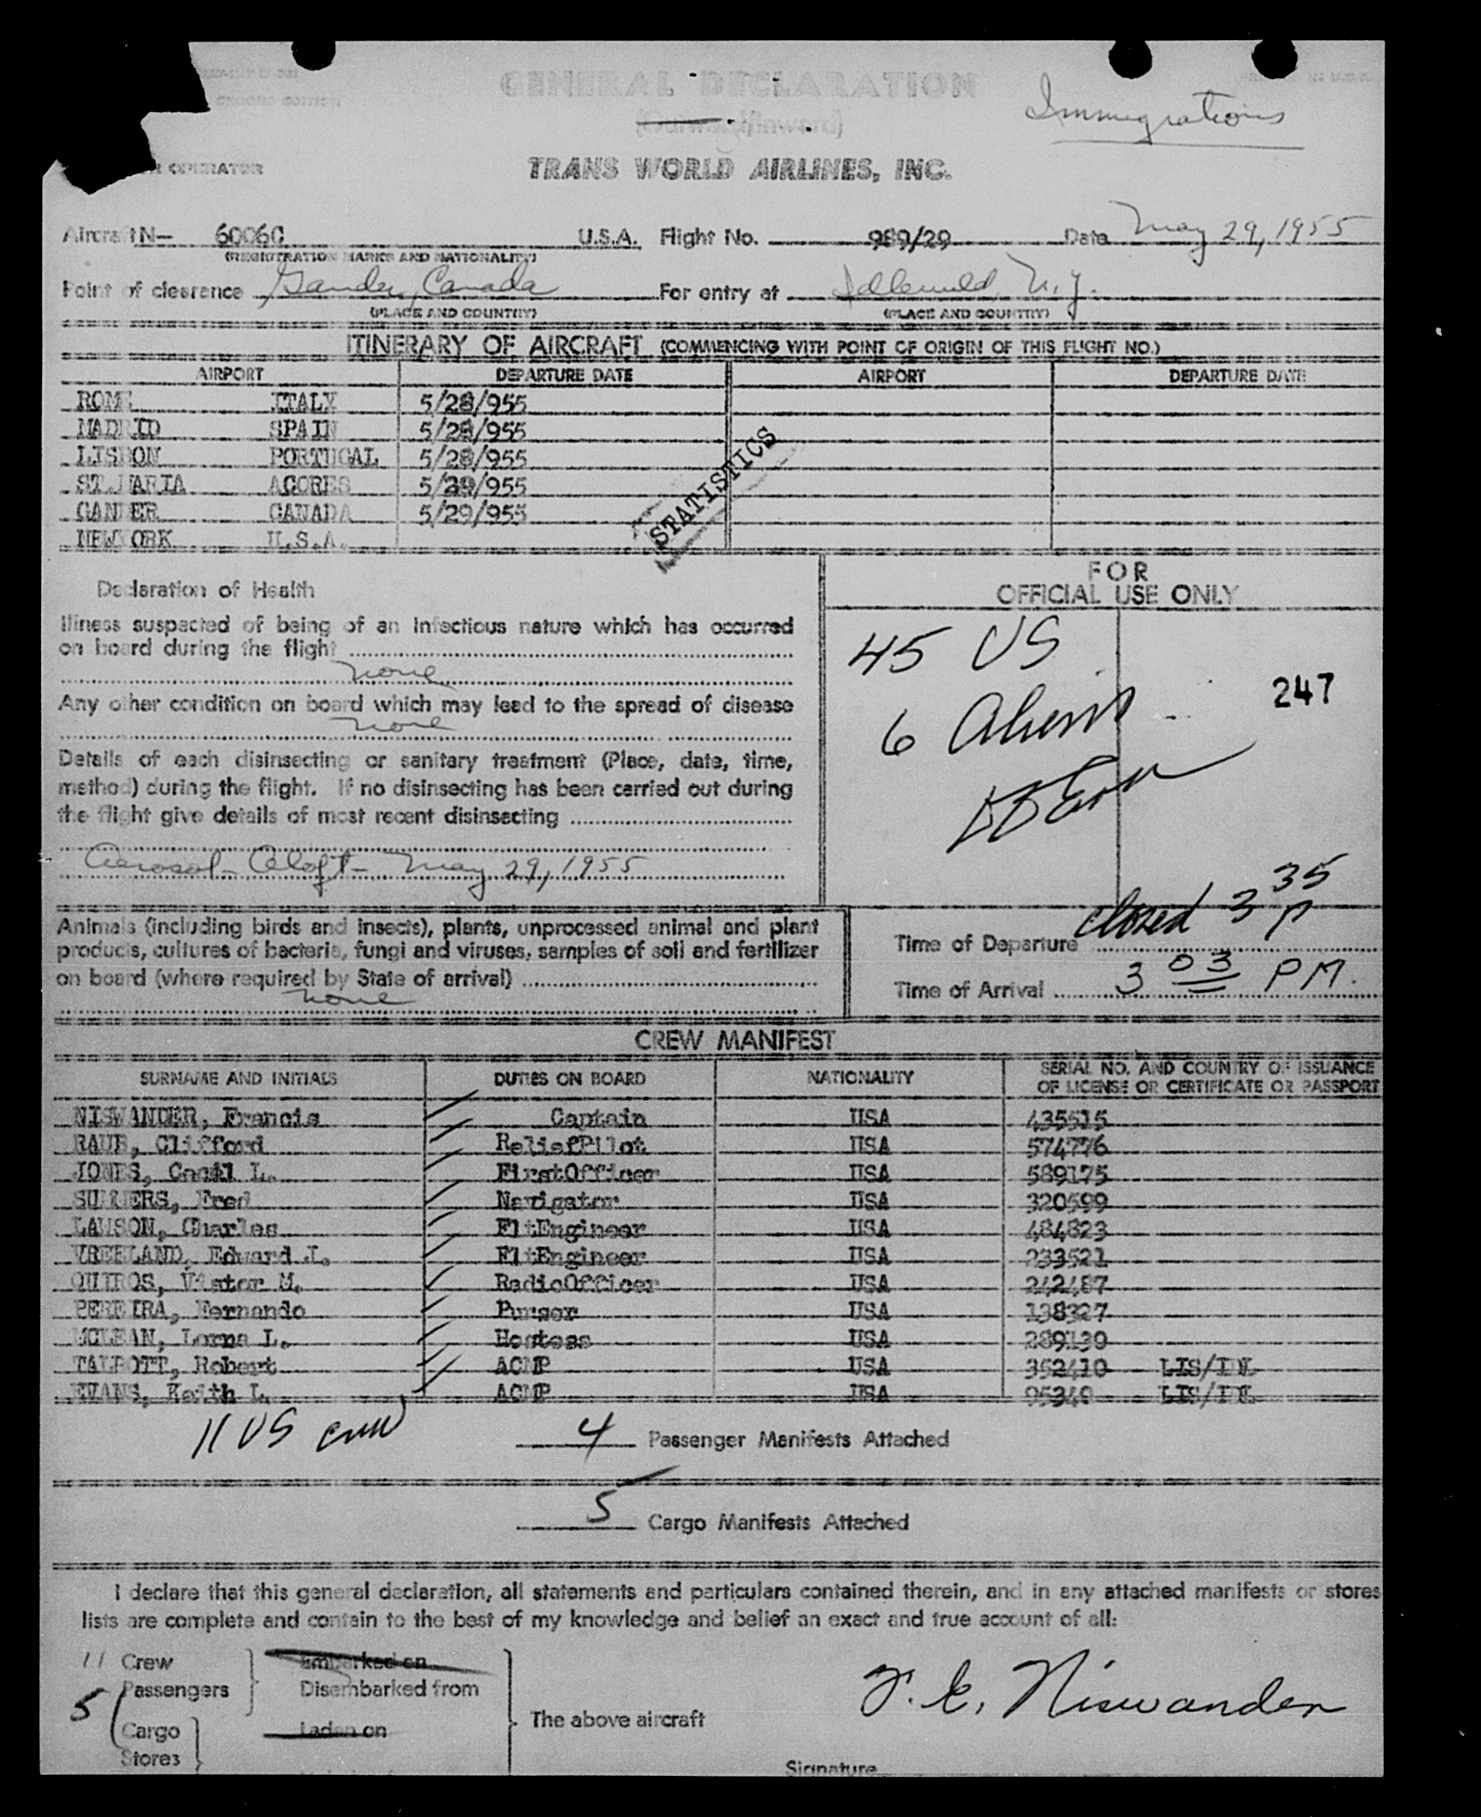 GENERAL DECLARATION
(Outward/Inward)
Immigrations
OPERATOR
TRANS WORLD AIRLINES, INC.
Aircraft N— 6006C U.S.A. Flight No. 989/29 Date May 29, 1955
(REGISTRATION MARKS AND NATIONALITY)
Point of clearence Gander, Canada For entry at Idlewild, N.Y.
(PLACE AND COUNTRY) (PLACE AND COUNTRY)
ITINERARY OF AIRCRAFT (COMMENCING WITH POINT OF ORIGIN OF THIS FLIGHT NO.)
AIRPORT DEPARTURE DATE AIRPORT DEPARTURE DATE
ROME ITALY 5/28/955
MADRID SPAIN 5/28/955
LISBON PORTUGAL 5/28/955
ST.MARIA ACORES 5/29/955
GANDER CANADA 5/29/955
NEW YORK U.S.A.
STATISTICS
Declaration of Health
Illness suspected of being of an infectious nature which has occurred
on board during the flight
none
Any other condition on board which may lead to the spread of disease
none
Details of each disinsecting or sanitary treatment (Place, date, time,
method) during the flight. If no disinsecting has been carried out during
the flight give details of most recent disinsecting
Aerosol - Aloft - May 29, 1955
FOR
OFFICIAL USE ONLY
45 US
247
6 Aliens
Animals (including birds and insects), plants, unprocessed animal and plant
products, cultures of bacteria, fungi and viruses, samples of soil and fertilizer
on board (where required by State of arrival)
none
Time of Departure closed 3 35 P
Time of Arrival 3 03 PM.
CREW MANIFEST
SURNAME AND INITIALS DUTIES ON BOARD NATIONALITY SERIAL NO. AND COUNTRY OF ISSUANCE
OF LICENSE OR CERTIFICATE OR PASSPORT
NISWANDER, Francis Captain USA 435515
RAUB, Clifford ReliefPilot USA 574776
JONES, Cecil L. FirstOfficer USA 589175
SUMMERS, Fred Navigator USA 320599
LAWSON, Charles FltEngineer USA 484823
VREELAND, Edward J. FltEngineer USA 233521
QUIROS, Victor M. RadioOfficer USA 242487
PEREIRA, Fernando Purser USA 138327
MCLEAN, Lorna L. Hostess USA 289130
TALBOTT, Robert ACMP USA 352410 LIS/IDL
EVANS, Keith L. ACMP USA 95340 LIS/IDL
11 US crew
4 Passenger Manifests Attached
5 Cargo Manifests Attached
I declare that this general declaration, all statements and particulars contained therein, and in any attached manifests or stores
lists are complete and contain to the best of my knowledge and belief an exact and true account of all:
11 Crew Embarked on
Passengers Disembarked from
5 Cargo Laden on
Stores
The above aircraft
F. E. Niswander
Signature